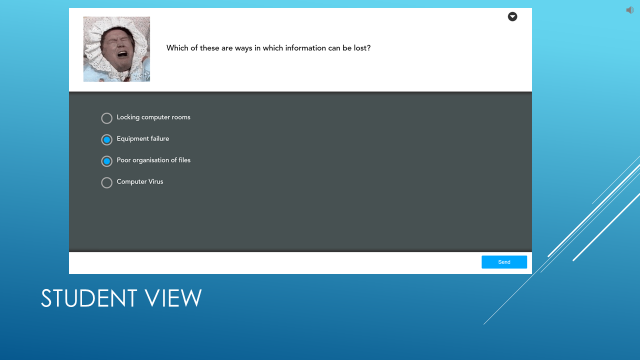 Which of these are ways in which information can be lost?
Locking computer rooms
Equipment failure
Poor organisation of files
Computer Virus
Send
STUDENT VIEW